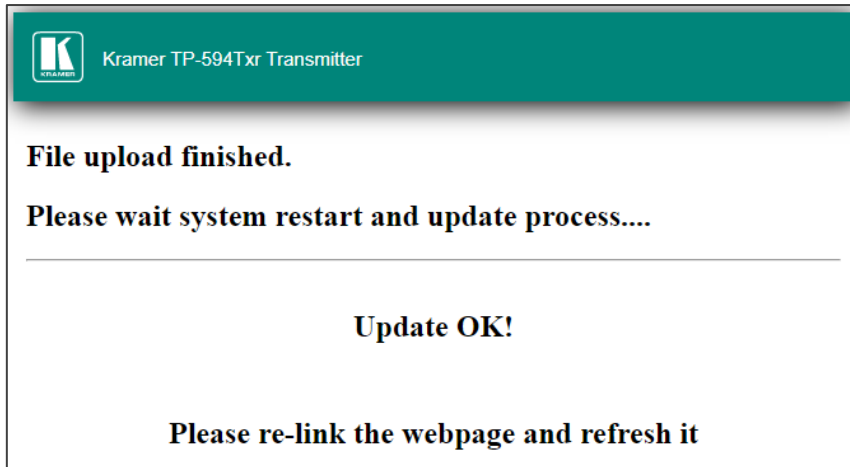 KRAMER
Kramer TP-594Txr Transmitter
File upload finished.
Please wait system restart and update process....
Update OK!
Please re-link the webpage and refresh it